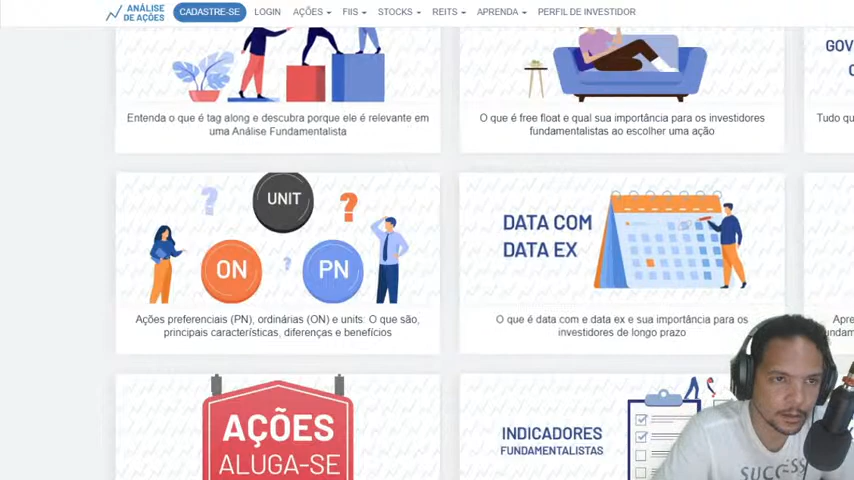 ANÁLISE
DE AÇÕES
CADASTRE-SE
LOGIN
AÇÕES
FIIS
STOCKS
REITS
APRENDA
PERFIL DE INVESTIDOR
GOV
Entenda o que é tag along e descubra porque ele é relevante em
uma Análise Fundamentalista
O que é free float e qual sua importância para os investidores
fundamentalistas ao escolher uma ação
Tudo qu
UNIT
ON
PN
? ? ?
DATA COM
DATA EX
Ações preferenciais (PN), ordinárias (ON) e units: O que são,
principais características, diferenças e benefícios
O que é data com e data ex e sua importância para os
investidores de longo prazo
Apre
fundam
AÇÕES
ALUGA-SE
INDICADORES
FUNDAMENTALISTAS
SUCCESS